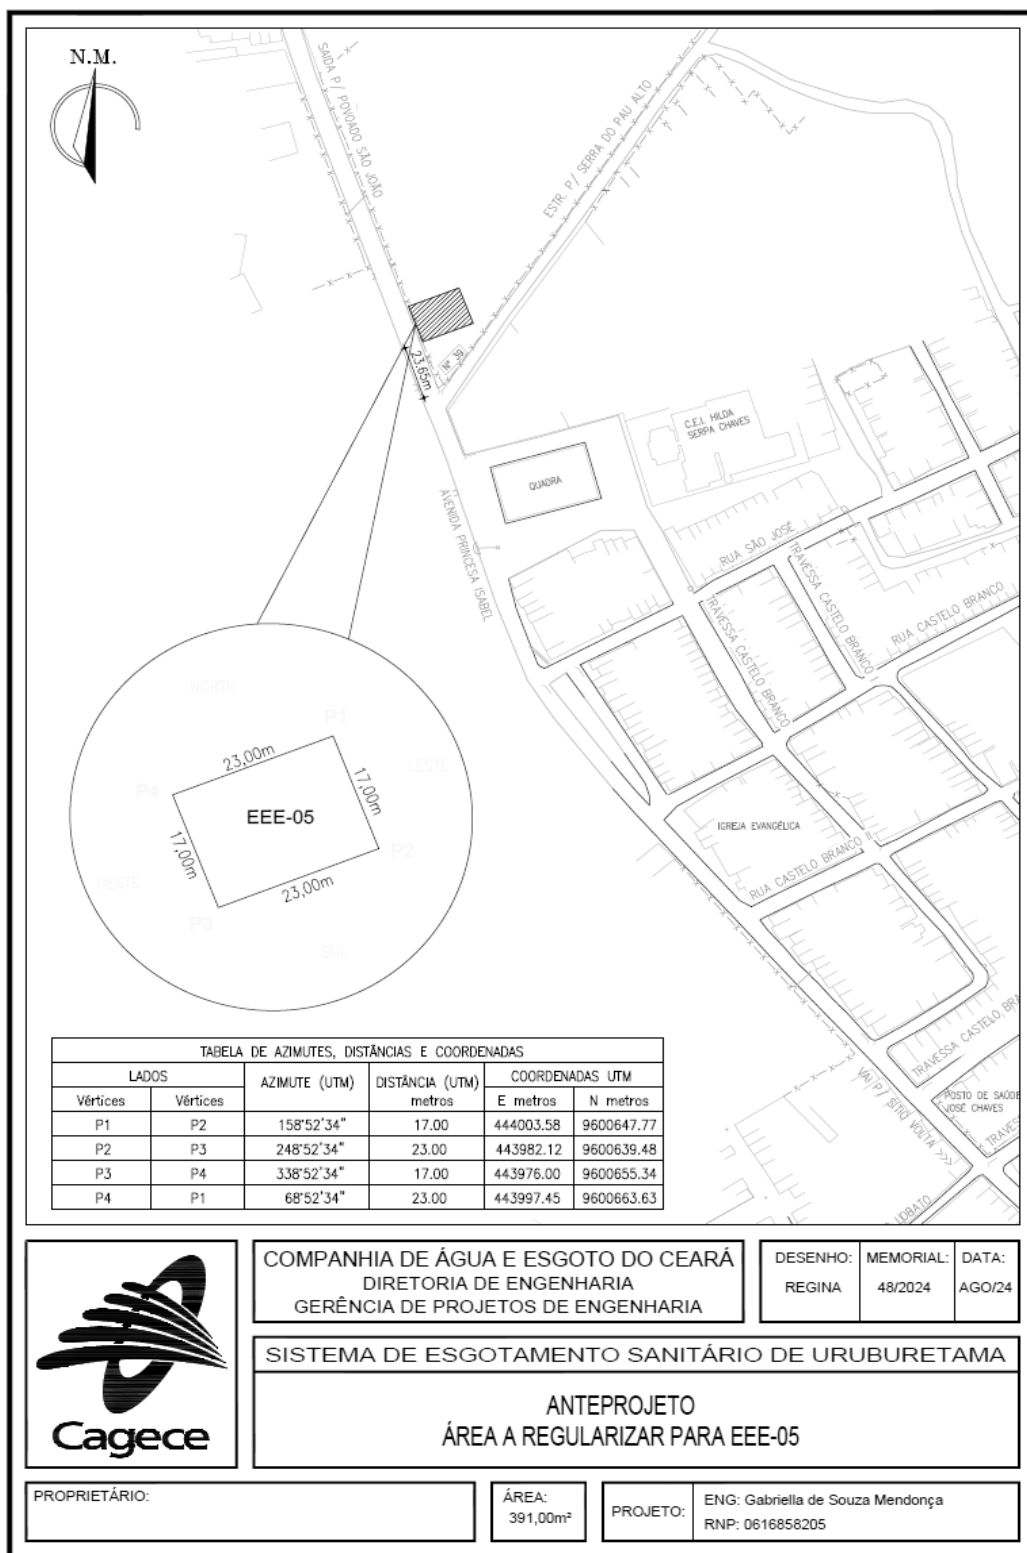 N.M.
SAIDA P/ POVOADO SÃO JOÃO
ESTR. P/ SERRA DO PAU ALTO
23,65m
Nº 39
C.E.I. HILDA
SERPA CHAVES
QUADRA
AVENIDA PRINCESA ISABEL
RUA SÃO JOSÉ
TRAVESSA CASTELO BRANCO I
TRAVESSA CASTELO BRANCO
RUA CASTELO BRANCO
NORTE
P1
23,00m
LESTE
17,00m
P4
EEE-05
IGREJA EVANGÉLICA
17,00m
P2
RUA CASTELO BRANCO II
OESTE
23,00m
P3
SUL
TRAVESSA CASTELO BRA
VAI P/ SÍTIO VOLTA >>>
POSTO DE SAÚDE
JOSÉ CHAVES
TRAVES
LOBATO
TABELA DE AZIMUTES, DISTÂNCIAS E COORDENADAS
LADOS AZIMUTE (UTM) DISTÂNCIA (UTM) COORDENADAS UTM
Vértices Vértices metros E metros N metros
P1 P2 158°52'34" 17.00 444003.58 9600647.77
P2 P3 248°52'34" 23.00 443982.12 9600639.48
P3 P4 338°52'34" 17.00 443976.00 9600655.34
P4 P1 68°52'34" 23.00 443997.45 9600663.63
COMPANHIA DE ÁGUA E ESGOTO DO CEARÁ
DIRETORIA DE ENGENHARIA
GERÊNCIA DE PROJETOS DE ENGENHARIA
DESENHO: MEMORIAL: DATA:
REGINA 48/2024 AGO/24
SISTEMA DE ESGOTAMENTO SANITÁRIO DE URUBURETAMA
ANTEPROJETO
ÁREA A REGULARIZAR PARA EEE-05
Cagece
PROPRIETÁRIO:
ÁREA:
391,00m²
PROJETO:
ENG: Gabriella de Souza Mendonça
RNP: 0616858205